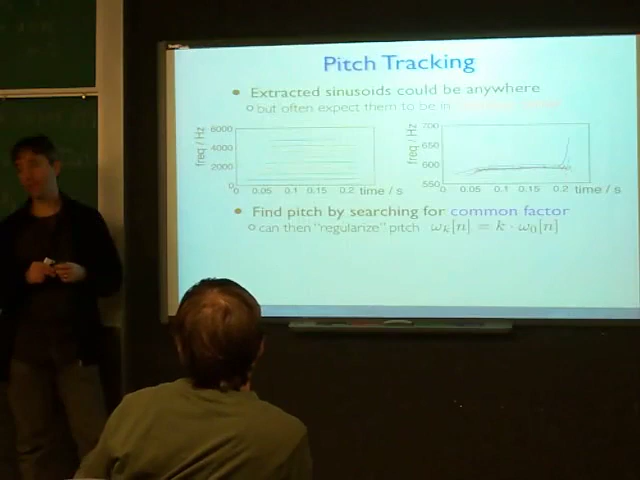 Pitch Tracking
• Extracted sinusoids could be anywhere
o but often expect them to be in
freq / Hz
6000
4000
2000
0
0 0.05 0.1 0.15 0.2 time / s
freq / Hz
700
650
600
550
0 0.05 0.1 0.15 0.2 time / s
• Find pitch by searching for common factor
o can then "regularize" pitch ωk[n] = k · ω0[n]